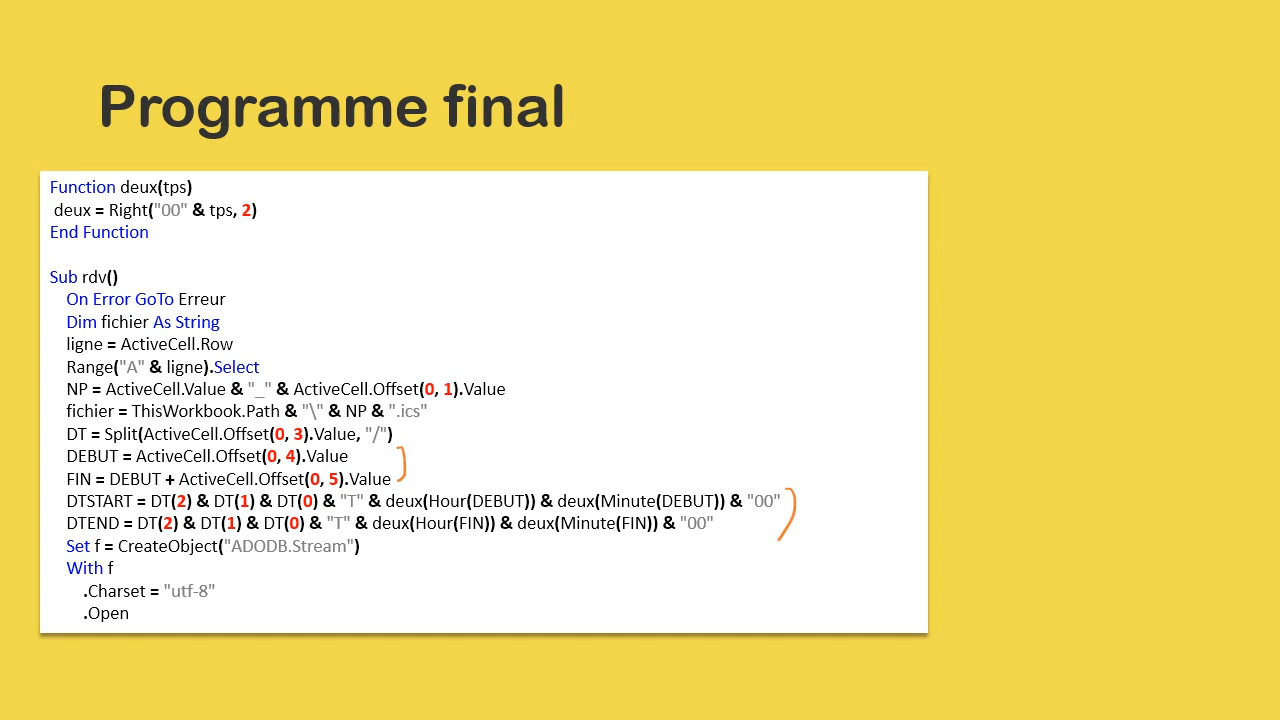 Programme final
Function deux(tps)
deux = Right("00" & tps, 2)
End Function
Sub rdv()
On Error GoTo Erreur
Dim fichier As String
ligne = ActiveCell.Row
Range("A" & ligne).Select
NP = ActiveCell.Value & "_" & ActiveCell.Offset(0, 1).Value
fichier = ThisWorkbook.Path & "\" & NP & ".ics"
DT = Split(ActiveCell.Offset(0, 3).Value, "/")
DEBUT = ActiveCell.Offset(0, 4).Value
FIN = DEBUT + ActiveCell.Offset(0, 5).Value
DTSTART = DT(2) & DT(1) & DT(0) & "T" & deux(Hour(DEBUT)) & deux(Minute(DEBUT)) & "00"
DTEND = DT(2) & DT(1) & DT(0) & "T" & deux(Hour(FIN)) & deux(Minute(FIN)) & "00"
Set f = CreateObject("ADODB.Stream")
With f
.Charset = "utf-8"
.Open